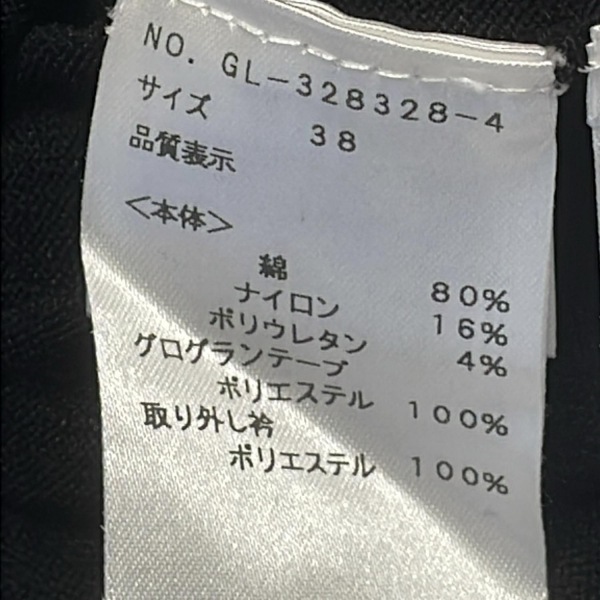 NO. GL-328328-4
サイズ 38
品質表示
＜本体＞
綿 80%
ナイロン 16%
ポリウレタン 4%
グログランテープ
ポリエステル 100%
取り外し衿
ポリエステル 100%